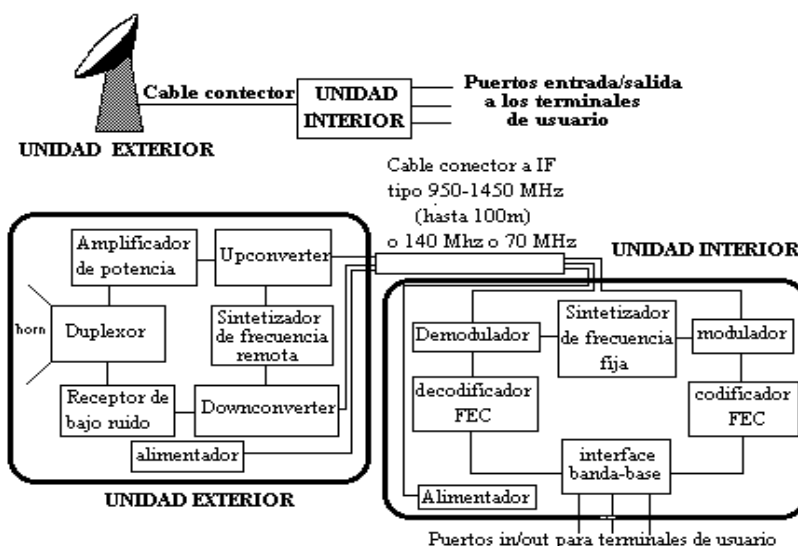 Cable contector
UNIDAD
INTERIOR
Puertos entrada/salida
a los terminales
de usuario
UNIDAD EXTERIOR
Cable conector a IF
tipo 950-1450 MHz
(hasta 100m)
o 140 Mhz o 70 MHz
UNIDAD INTERIOR
Amplificador
de potencia
Upconverter
horn
Duplexor
Sintetizador
de frecuencia
remota
Receptor de
bajo ruido
Downconverter
alimentador
UNIDAD EXTERIOR
Demodulador
Sintetizador
de frecuencia
fija
modulador
decodificador
FEC
codificador
FEC
interface
banda-base
Alimentador
Puertos in/out para terminales de usuario